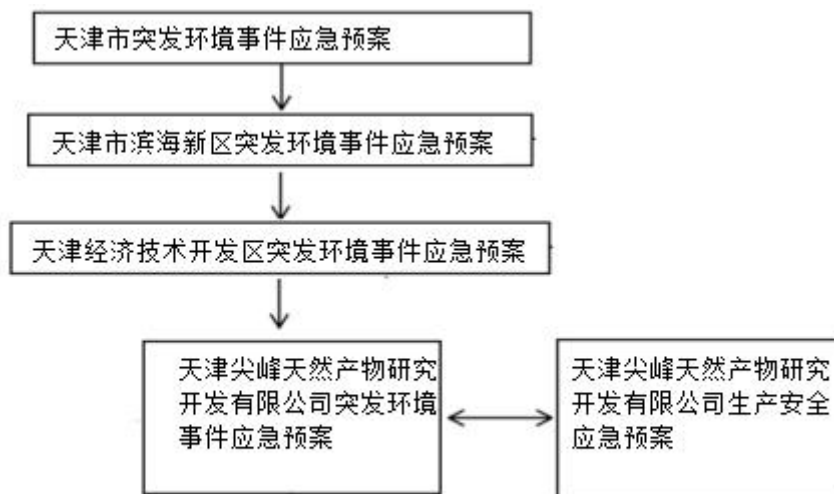 天津市突发环境事件应急预案
天津市滨海新区突发环境事件应急预案
天津经济技术开发区突发环境事件应急预案
天津尖峰天然产物研究
开发有限公司突发环境
事件应急预案
天津尖峰天然产物研究
开发有限公司生产安全
应急预案